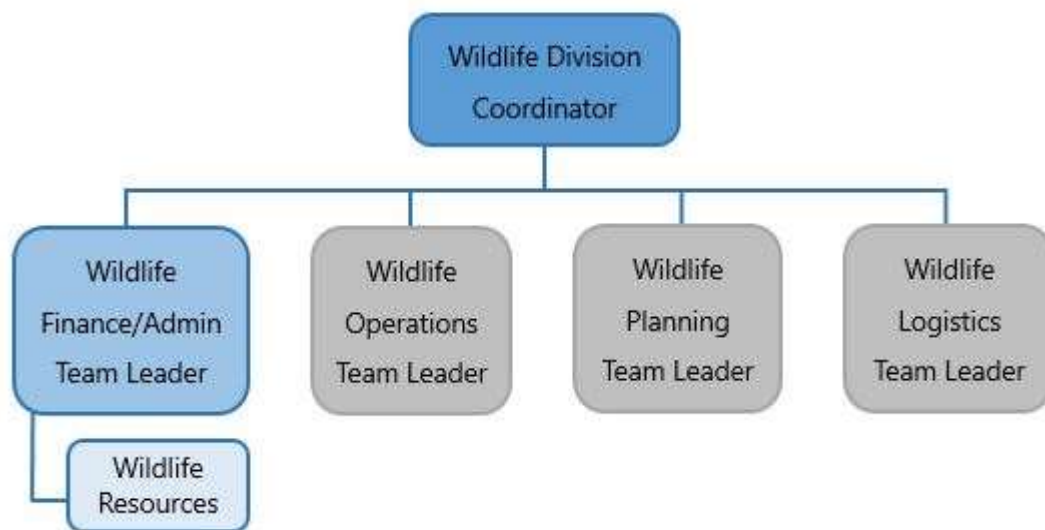 Wildlife Division
Coordinator
Wildlife
Finance/Admin
Team Leader
Wildlife
Operations
Team Leader
Wildlife
Planning
Team Leader
Wildlife
Logistics
Team Leader
Wildlife
Resources